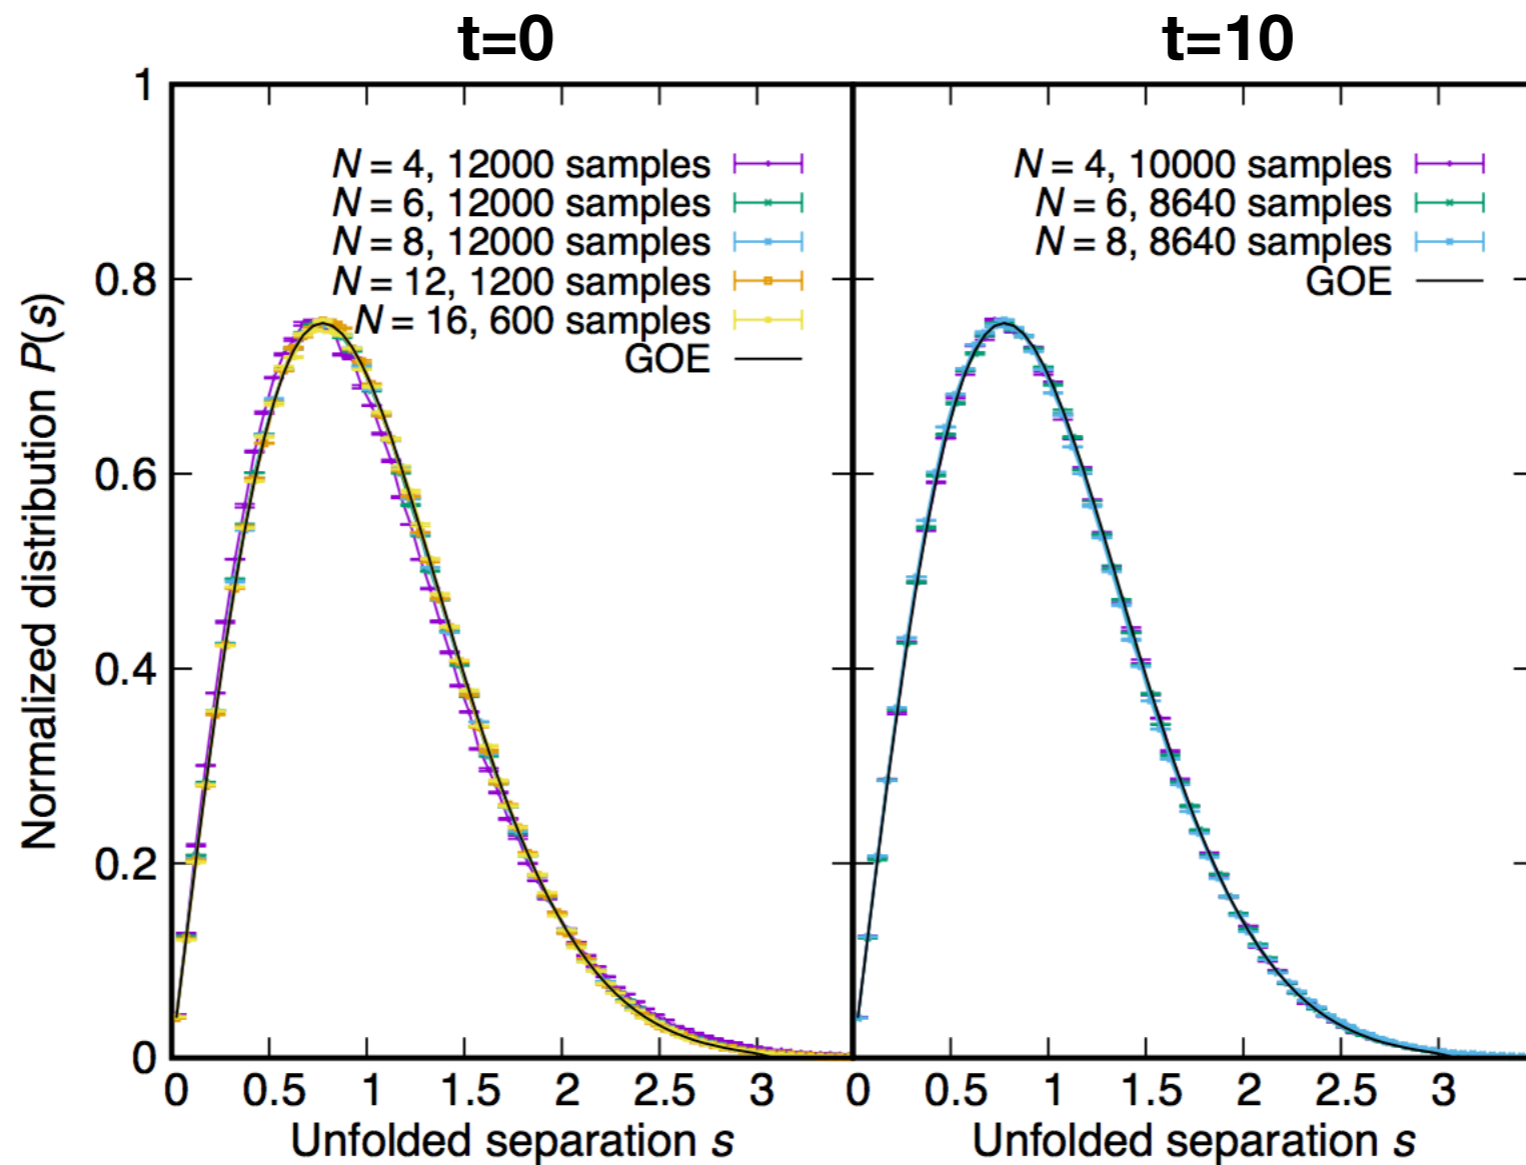 t=0
t=10
1
0.8
0.6
0.4
0.2
0
Normalized distribution P(s)
N = 4, 12000 samples
N = 6, 12000 samples
N = 8, 12000 samples
N = 12, 1200 samples
N = 16, 600 samples
GOE
N = 4, 10000 samples
N = 6, 8640 samples
N = 8, 8640 samples
GOE
0 0.5 1 1.5 2 2.5 3
0 0.5 1 1.5 2 2.5 3
Unfolded separation s
Unfolded separation s